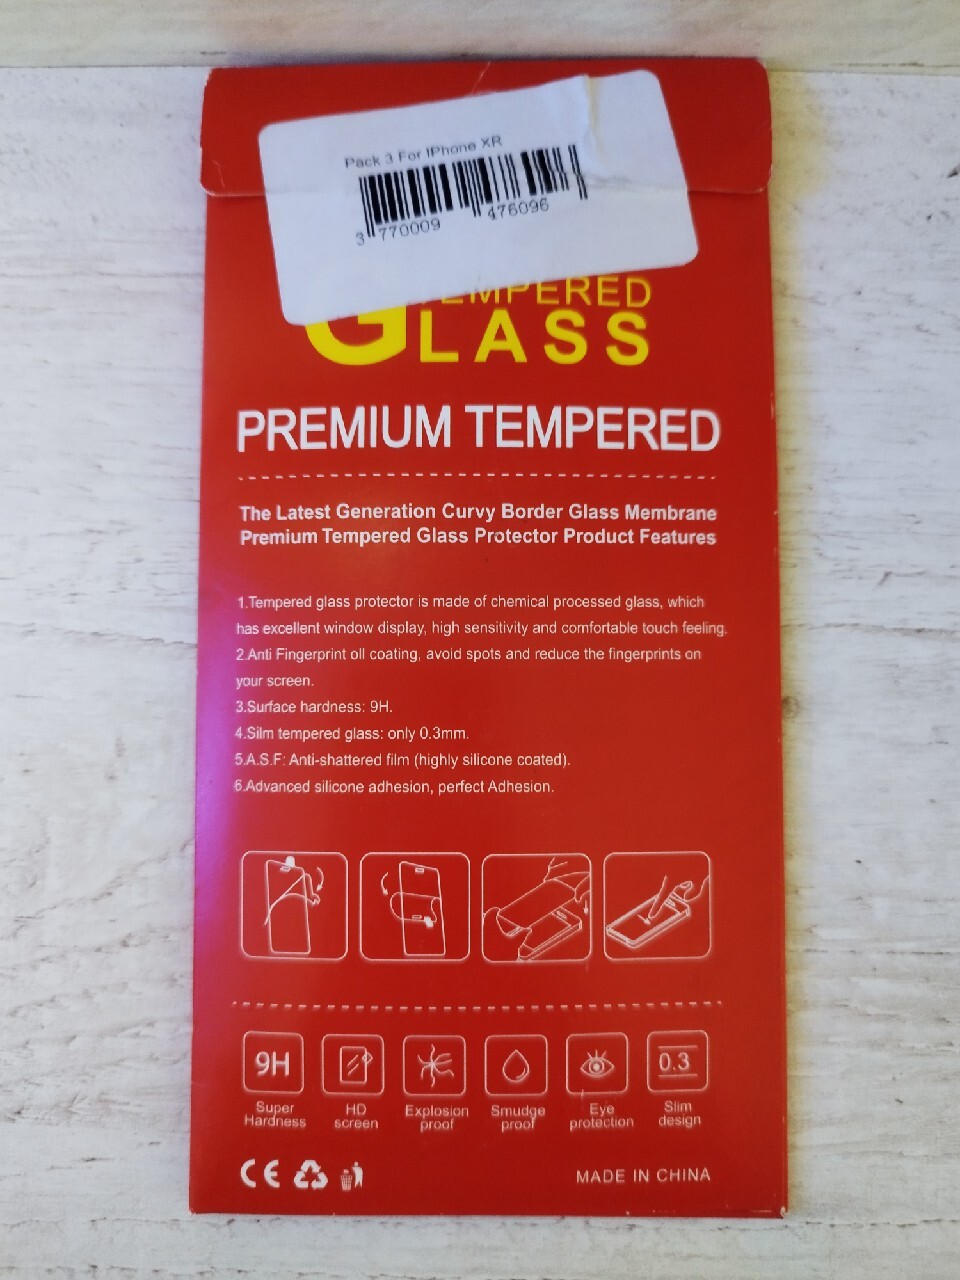 Pack 3 For IPhone XR
3 770009 476096
TEMPERED
GLASS
PREMIUM TEMPERED
The Latest Generation Curvy Border Glass Membrane
Premium Tempered Glass Protector Product Features
1.Tempered glass protector is made of chemical processed glass, which
has excellent window display, high sensitivity and comfortable touch feeling.
2.Anti Fingerprint oll coating, avoid spots and reduce the fingerprints on
your screen.
3.Surface hardness: 9H.
4.Silm tempered glass: only 0.3mm.
5.A.S.F: Anti-shattered film (highly silicone coated).
6.Advanced silicone adhesion, perfect Adhesion.
9H 0.3
Super HD Explosion Smudge Eye Slim
Hardness screen proof proof protection design
CE MADE IN CHINA